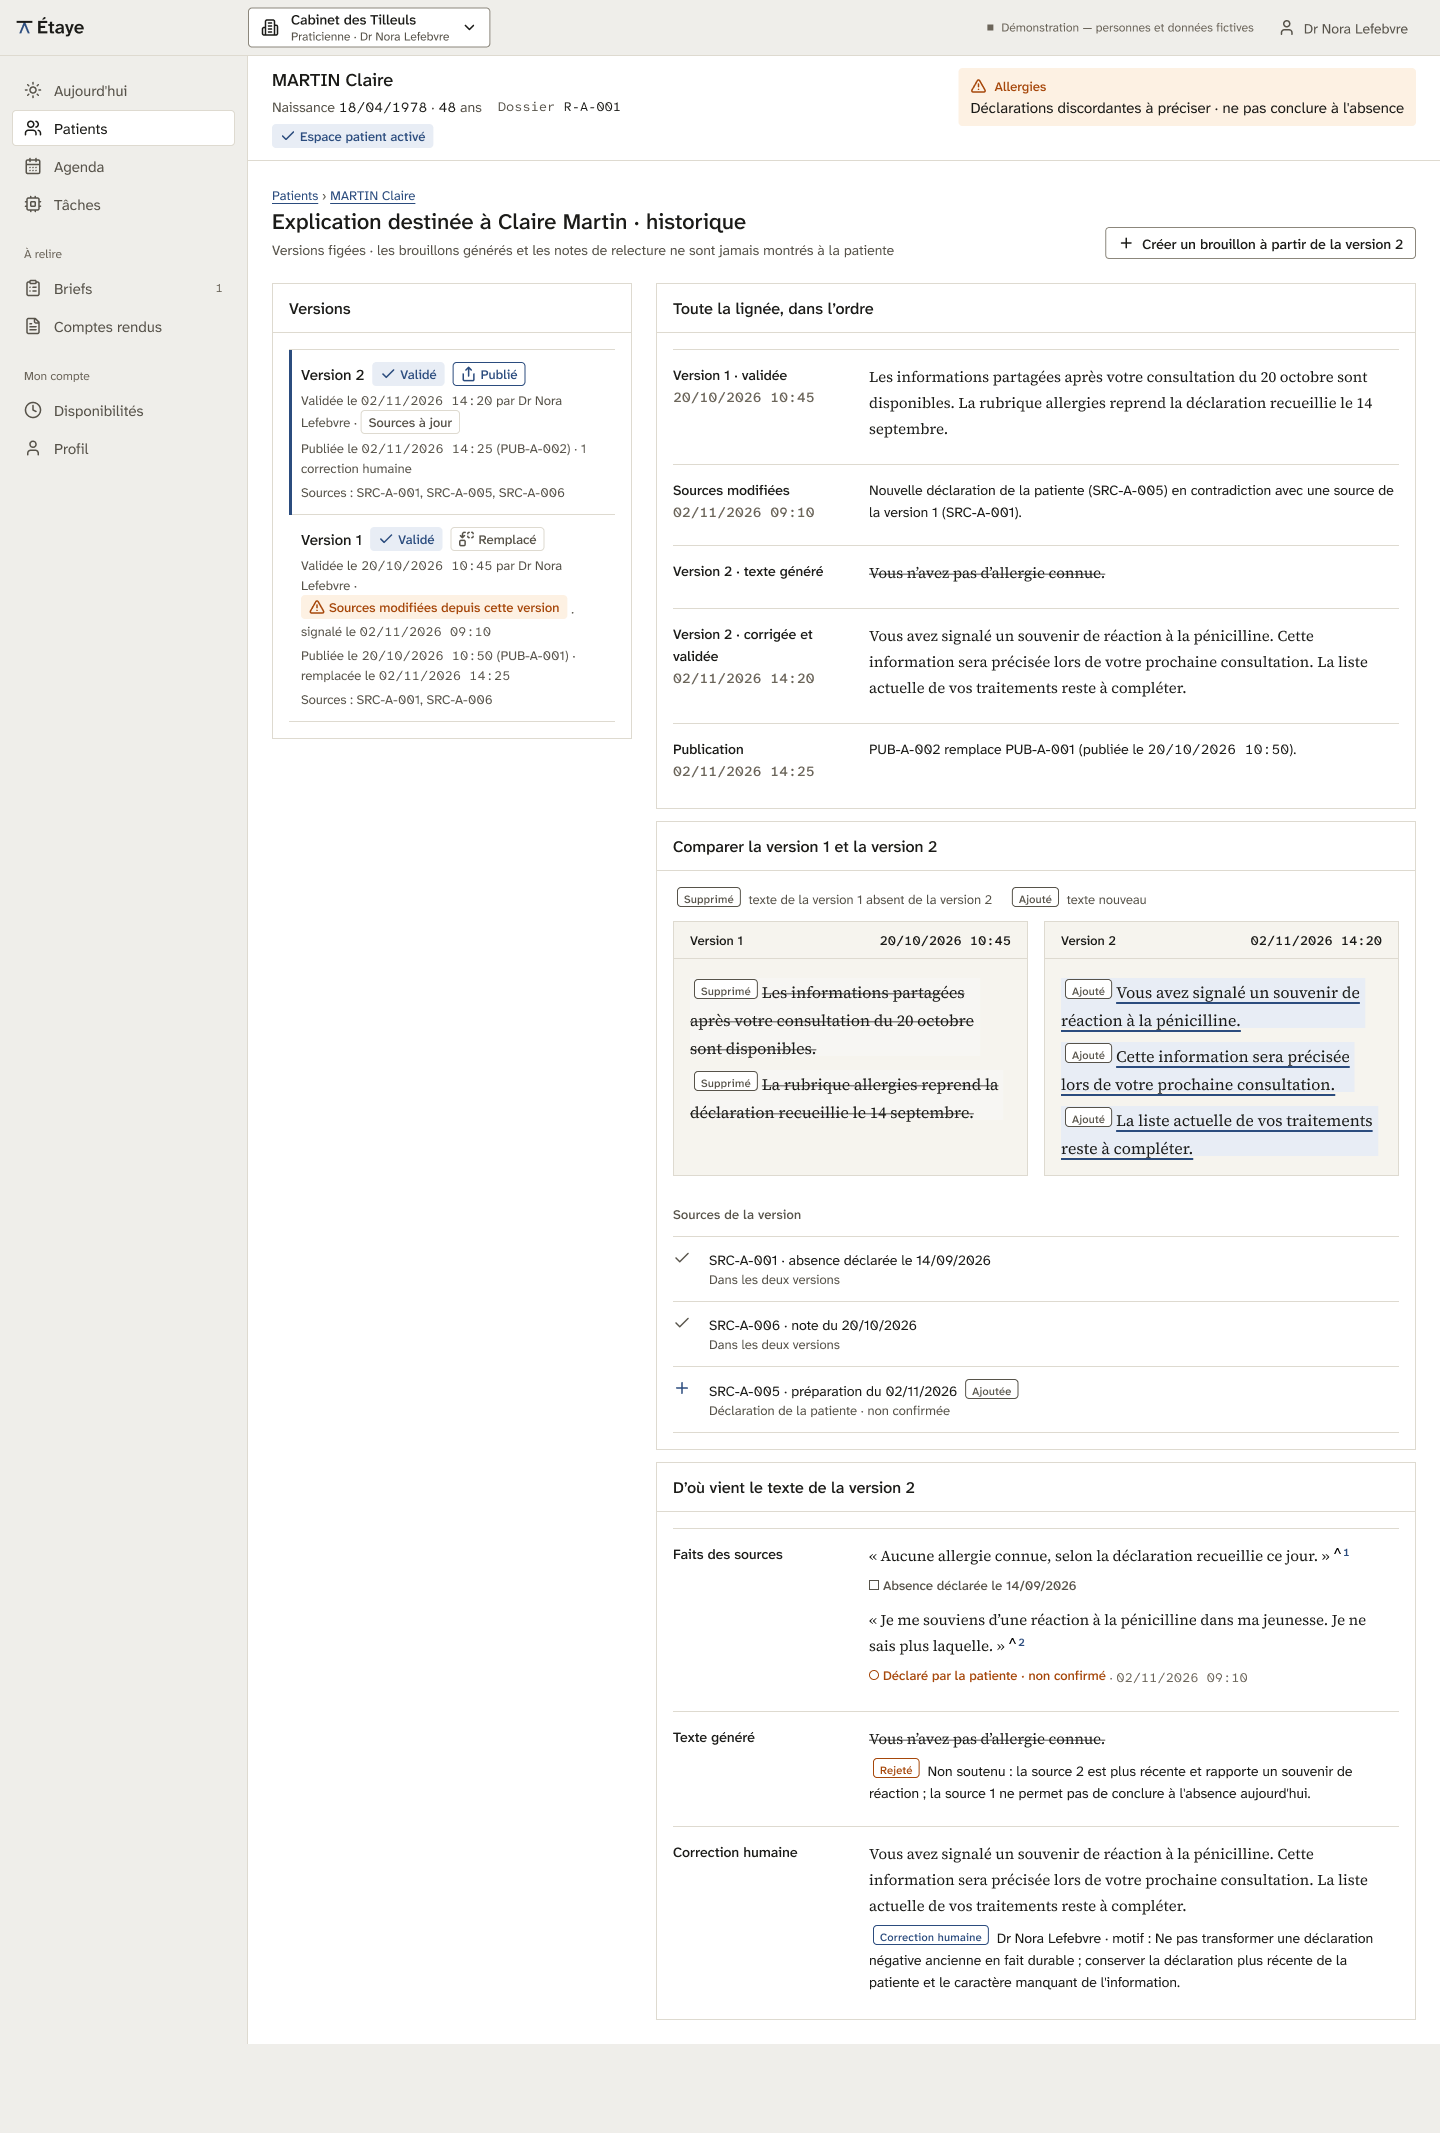 Étaye
Cabinet des Tilleuls
Praticienne · Dr Nora Lefebvre
Démonstration — personnes et données fictives
Dr Nora Lefebvre
Aujourd'hui
Patients
Agenda
Tâches
À relire
Briefs 1
Comptes rendus
Mon compte
Disponibilités
Profil
MARTIN Claire
Naissance 18/04/1978 · 48 ans Dossier R-A-001
Espace patient activé
Allergies
Déclarations discordantes à préciser · ne pas conclure à l'absence
Patients › MARTIN Claire
Explication destinée à Claire Martin · historique
Versions figées · les brouillons générés et les notes de relecture ne sont jamais montrés à la patiente
Créer un brouillon à partir de la version 2
Versions
Version 2 Validé Publié
Validée le 02/11/2026 14:20 par Dr Nora
Lefebvre · Sources à jour
Publiée le 02/11/2026 14:25 (PUB-A-002) · 1
correction humaine
Sources : SRC-A-001, SRC-A-005, SRC-A-006
Version 1 Validé Remplacé
Validée le 20/10/2026 10:45 par Dr Nora
Lefebvre ·
Sources modifiées depuis cette version ·
signalé le 02/11/2026 09:10
Publiée le 20/10/2026 10:50 (PUB-A-001) ·
remplacée le 02/11/2026 14:25
Sources : SRC-A-001, SRC-A-006
Toute la lignée, dans l’ordre
Version 1 · validée
20/10/2026 10:45
Les informations partagées après votre consultation du 20 octobre sont
disponibles. La rubrique allergies reprend la déclaration recueillie le 14
septembre.
Sources modifiées
02/11/2026 09:10
Nouvelle déclaration de la patiente (SRC-A-005) en contradiction avec une source de
la version 1 (SRC-A-001).
Version 2 · texte généré
Vous n’avez pas d’allergie connue.
Version 2 · corrigée et
validée
02/11/2026 14:20
Vous avez signalé un souvenir de réaction à la pénicilline. Cette
information sera précisée lors de votre prochaine consultation. La liste
actuelle de vos traitements reste à compléter.
Publication
02/11/2026 14:25
PUB-A-002 remplace PUB-A-001 (publiée le 20/10/2026 10:50).
Comparer la version 1 et la version 2
Supprimé texte de la version 1 absent de la version 2 Ajouté texte nouveau
Version 1 20/10/2026 10:45
Supprimé Les informations partagées
après votre consultation du 20 octobre
sont disponibles.
Supprimé La rubrique allergies reprend la
déclaration recueillie le 14 septembre.
Version 2 02/11/2026 14:20
Ajouté Vous avez signalé un souvenir de
réaction à la pénicilline.
Ajouté Cette information sera précisée
lors de votre prochaine consultation.
Ajouté La liste actuelle de vos traitements
reste à compléter.
Sources de la version
SRC-A-001 · absence déclarée le 14/09/2026
Dans les deux versions
SRC-A-006 · note du 20/10/2026
Dans les deux versions
SRC-A-005 · préparation du 02/11/2026 Ajoutée
Déclaration de la patiente · non confirmée
D’où vient le texte de la version 2
Faits des sources
« Aucune allergie connue, selon la déclaration recueillie ce jour. » ^1
Absence déclarée le 14/09/2026
« Je me souviens d’une réaction à la pénicilline dans ma jeunesse. Je ne
sais plus laquelle. » ^2
Déclaré par la patiente · non confirmé · 02/11/2026 09:10
Texte généré
Vous n’avez pas d’allergie connue.
Rejeté Non soutenu : la source 2 est plus récente et rapporte un souvenir de
réaction ; la source 1 ne permet pas de conclure à l'absence aujourd'hui.
Correction humaine
Vous avez signalé un souvenir de réaction à la pénicilline. Cette
information sera précisée lors de votre prochaine consultation. La liste
actuelle de vos traitements reste à compléter.
Correction humaine Dr Nora Lefebvre · motif : Ne pas transformer une déclaration
négative ancienne en fait durable ; conserver la déclaration plus récente de la
patiente et le caractère manquant de l'information.